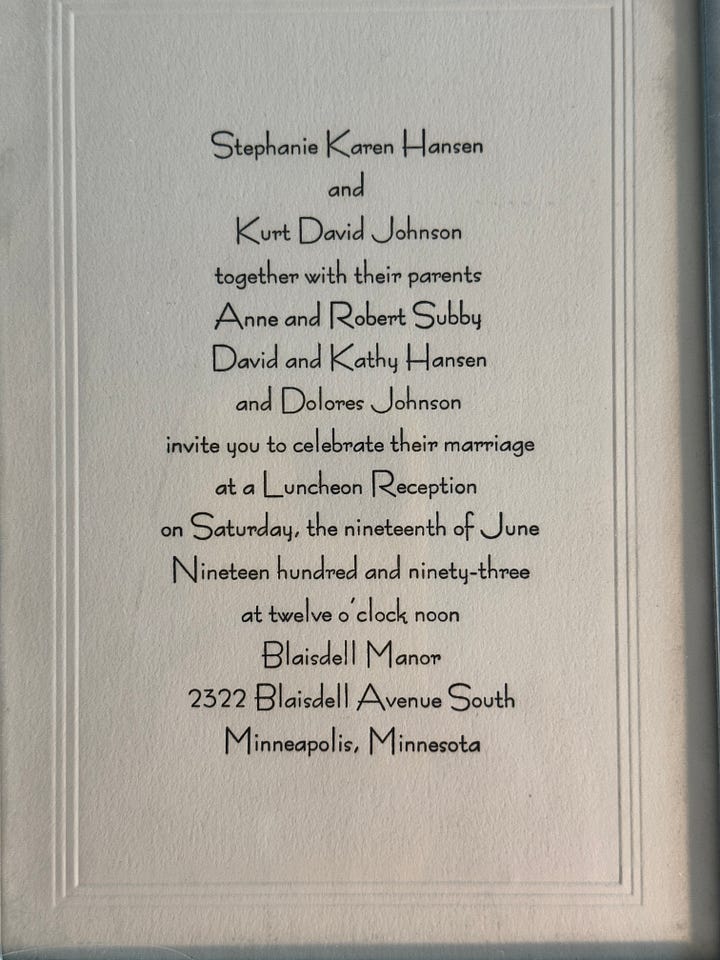 Stephanie Karen Hansen
and
Kurt David Johnson
together with their parents
Anne and Robert Subby
David and Kathy Hansen
and Dolores Johnson
invite you to celebrate their marriage
at a Luncheon Reception
on Saturday, the nineteenth of June
Nineteen hundred and ninety-three
at twelve o'clock noon
Blaisdell Manor
2322 Blaisdell Avenue South
Minneapolis, Minnesota